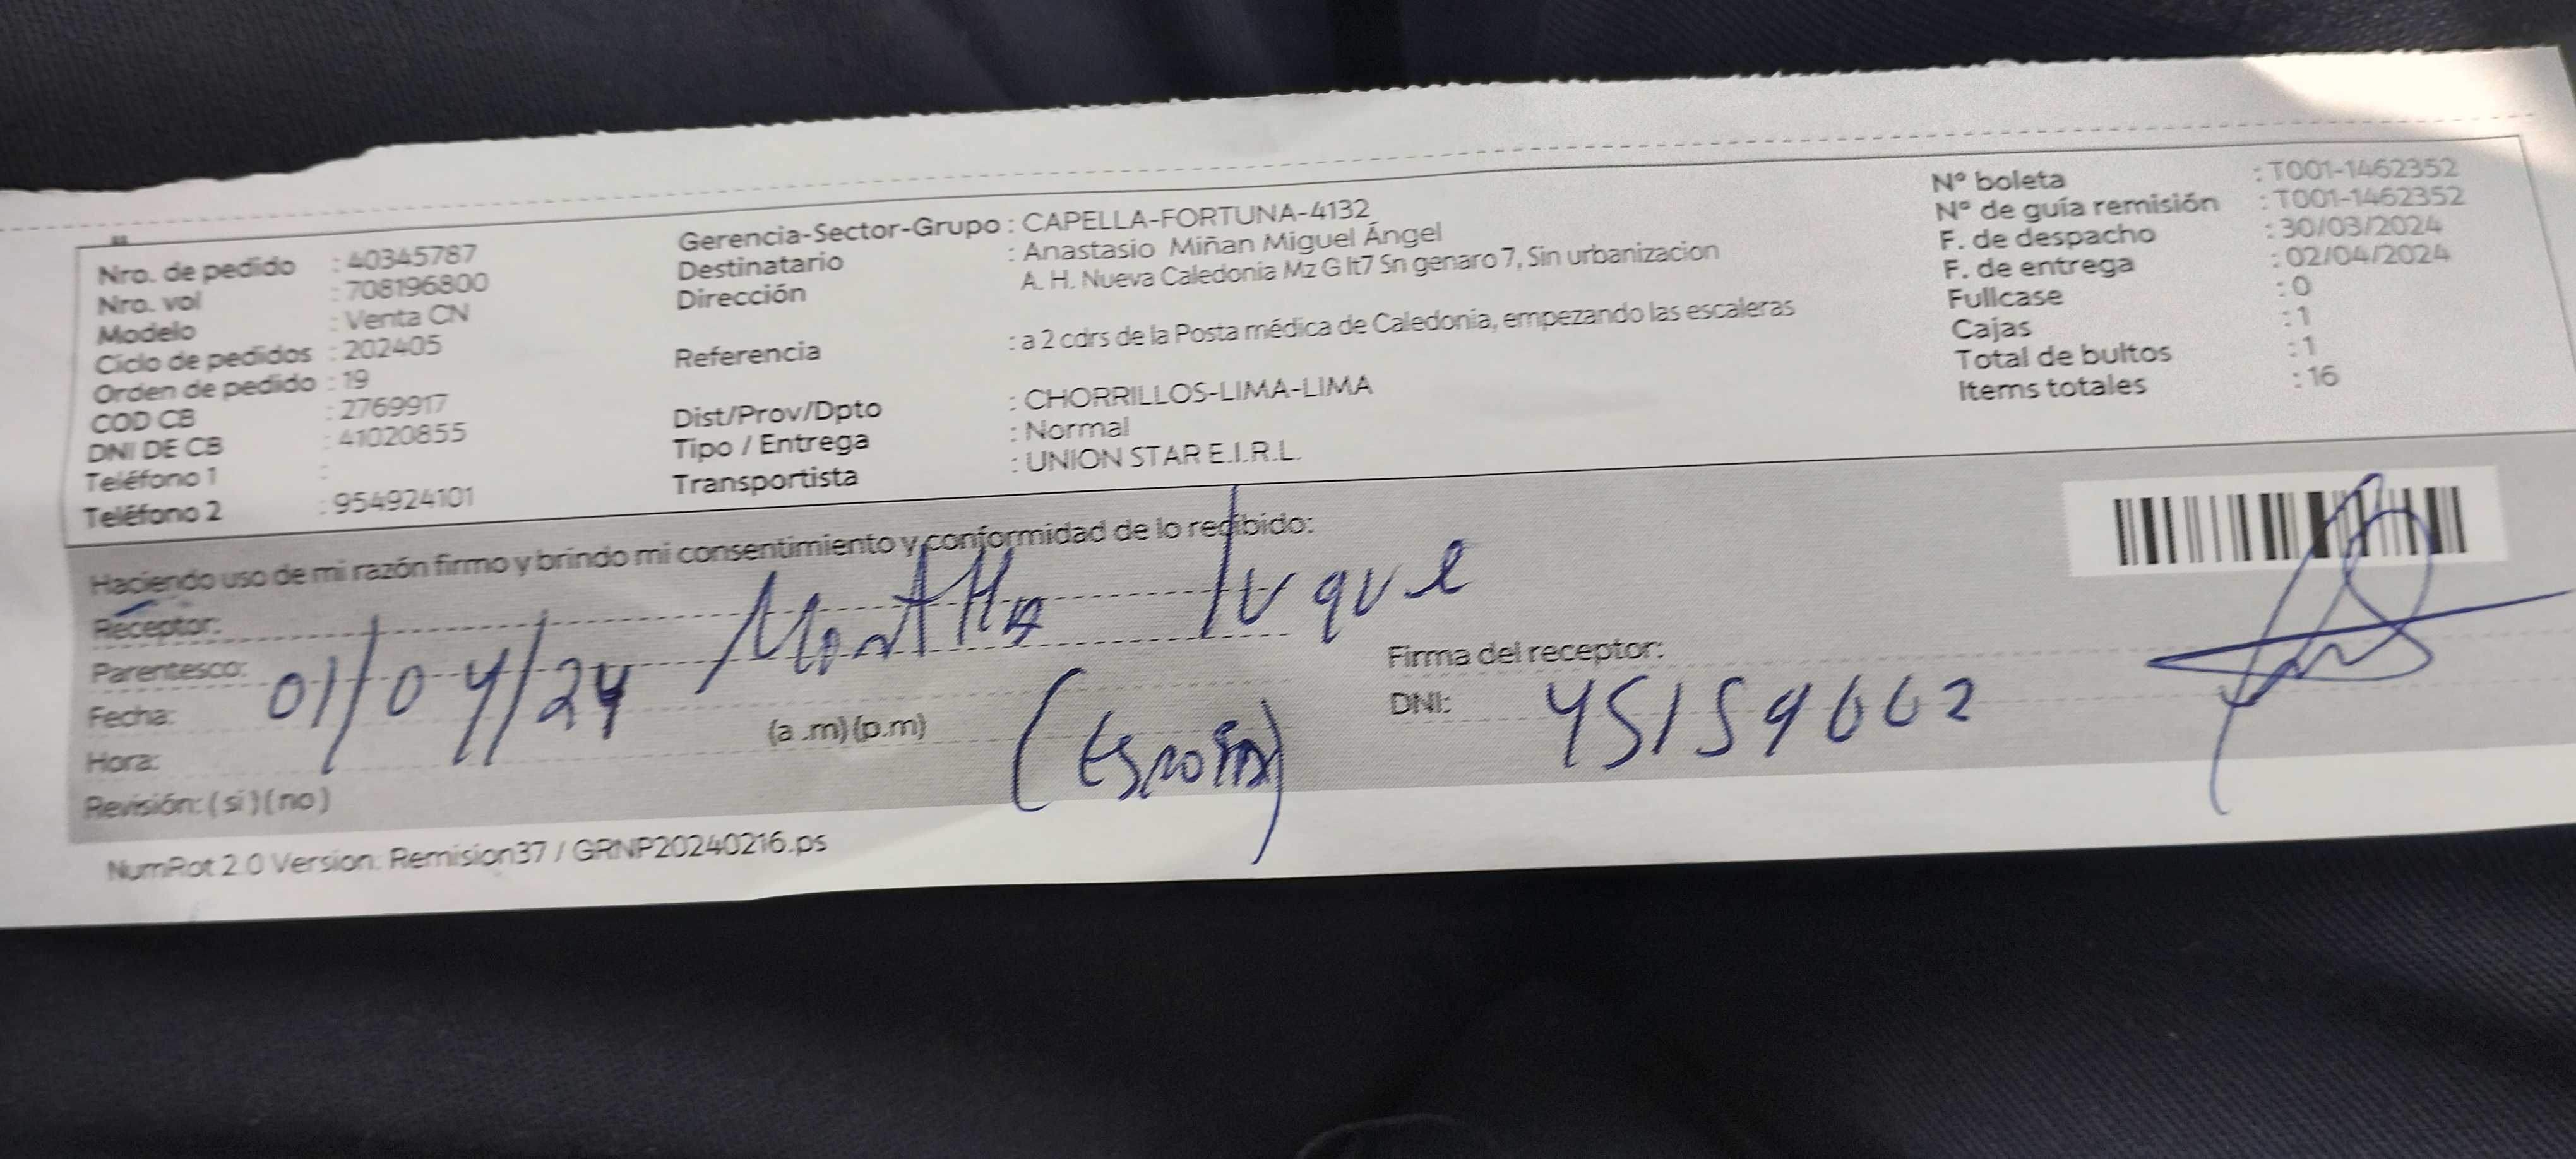 Nro. de pedido : 40345787
Nro. vol : 708196800
Modelo : Venta CN
Ciclo de pedidos : 202405
Orden de pedido : 19
COD CB : 2769917
DNI DE CB : 41020855
Teléfono 1 :
Teléfono 2 : 954924101
Gerencia-Sector-Grupo : CAPELLA-FORTUNA-4132
Destinatario : Anastasio Miñan Miguel Ángel
Dirección A. H. Nueva Caledonia Mz G lt7 Sn genaro 7, Sin urbanizacion
Referencia : a 2 cdrs de la Posta médica de Caledonia, empezando las escaleras
Dist/Prov/Dpto : CHORRILLOS-LIMA-LIMA
Tipo / Entrega : Normal
Transportista : UNION STAR E.I.R.L.
Nº boleta : T001-1462352
Nº de guía remisión : T001-1462352
F. de despacho : 30/03/2024
F. de entrega : 02/04/2024
Fullcase : 0
Cajas : 1
Total de bultos : 1
Items totales : 16
Haciendo uso de mi razón firmo y brindo mi consentimiento y conformidad de lo recibido:
Receptor:
Parentesco:
Fecha: 01/04/24
Hora: (a .m) (p.m)
Revisión: ( si ) ( no )
Luque
Firma del receptor:
DNI:
NumRot 2.0 Version: Remision37 / GRNP20240216.ps